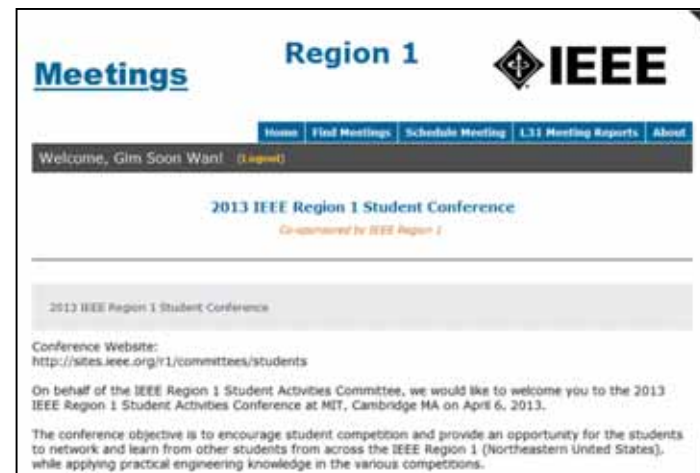 Meetings
Region 1
IEEE
Home Find Meetings Schedule Meeting L31 Meeting Reports About
Welcome, Gim Soon Wan! (Logout)
2013 IEEE Region 1 Student Conference
Co-sponsored by IEEE Region 1
2013 IEEE Region 1 Student Conference
Conference Website:
http://sites.ieee.org/r1/committees/students
On behalf of the IEEE Region 1 Student Activities Committee, we would like to welcome you to the 2013
IEEE Region 1 Student Activities Conference at MIT, Cambridge MA on April 6, 2013.
The conference objective is to encourage student competition and provide an opportunity for the students
to network and learn from other students from across the IEEE Region 1 (Northeastern United States),
while applying practical engineering knowledge in the various competitions.